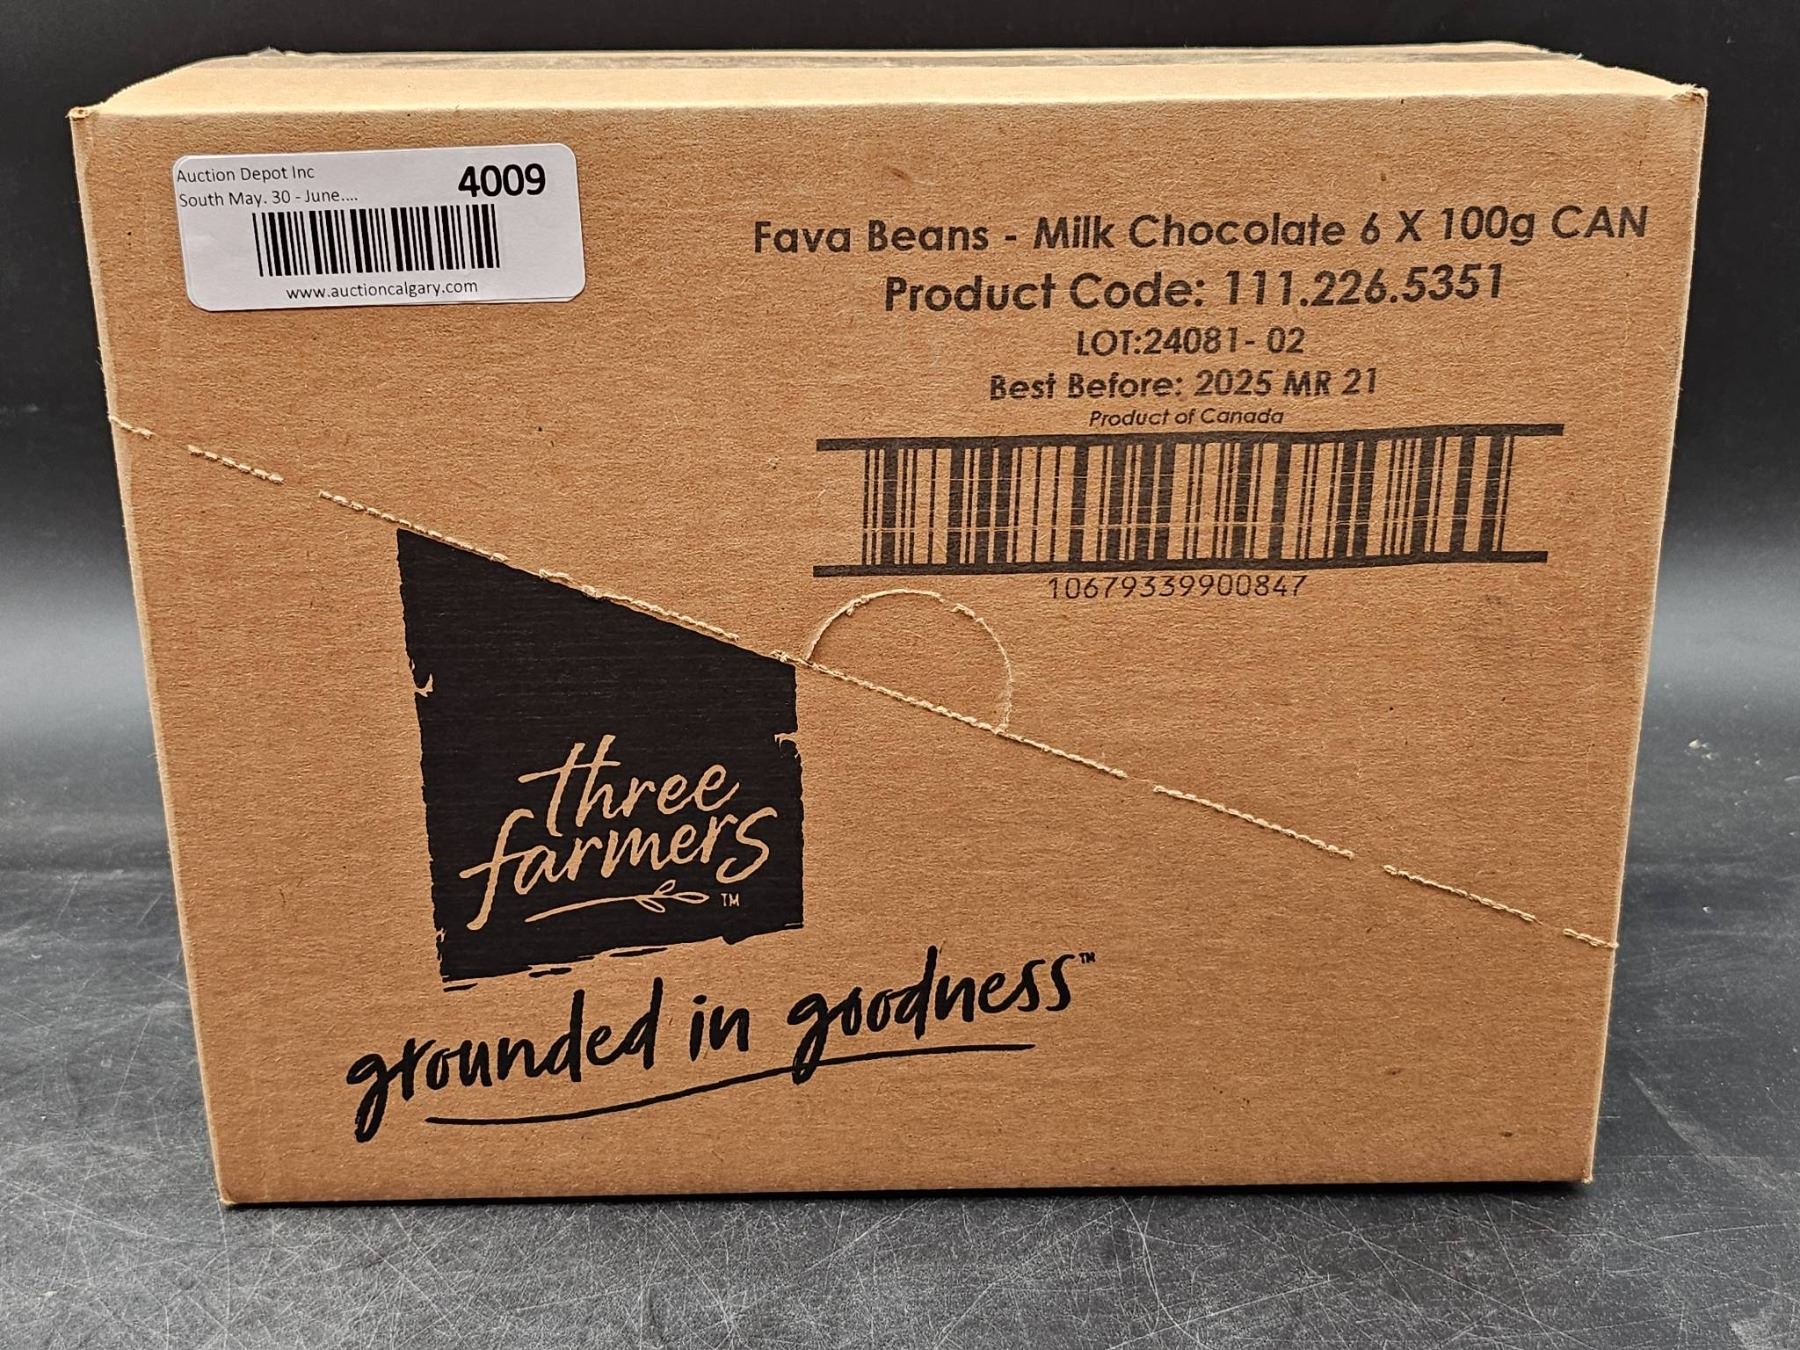 Auction Depot Inc
4009
South May. 30 - June....
www.auctioncalgary.com
Fava Beans - Milk Chocolate 6 X 100g CAN
Product Code: 111.226.5351
LOT:24081- 02
Best Before: 2025 MR 21
Product of Canada
10679339900847
three
farmers
TM
grounded in goodness™